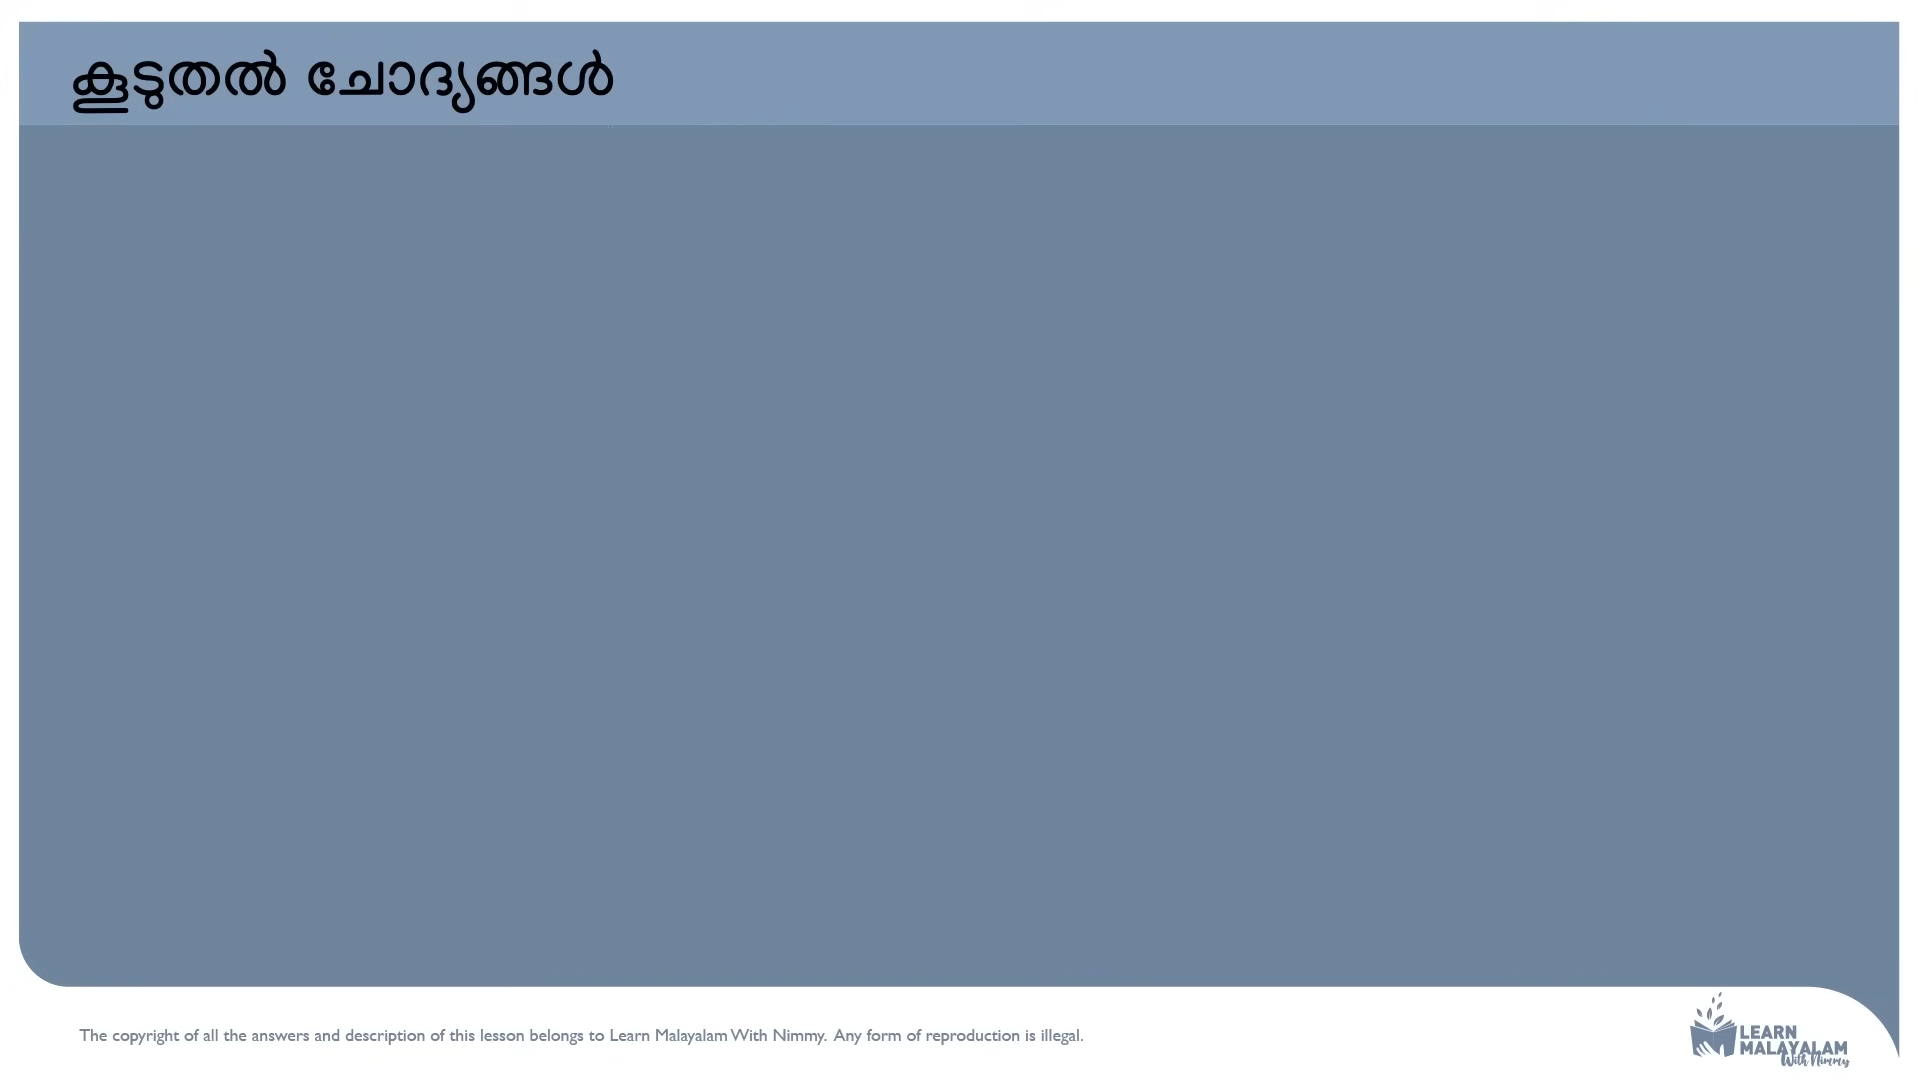 കൂടുതൽ ചോദ്യങ്ങൾ
The copyright of all the answers and description of this lesson belongs to Learn Malayalam With Nimmy. Any form of reproduction is illegal.
LEARN
MALAYALAM
With Nimmy